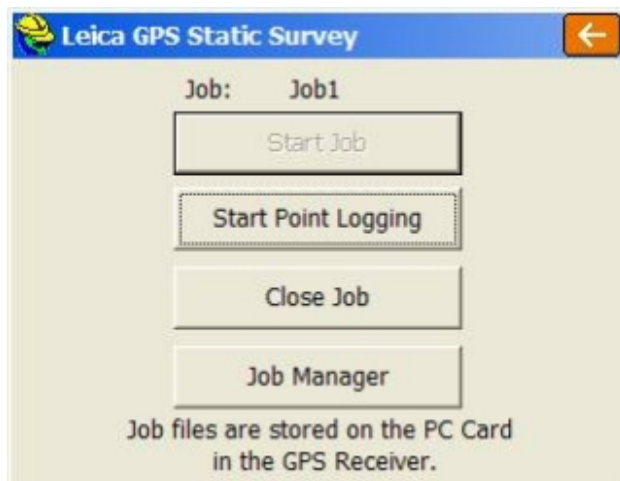 Leica GPS Static Survey
Job: Job1
Start Job
Start Point Logging
Close Job
Job Manager
Job files are stored on the PC Card
in the GPS Receiver.